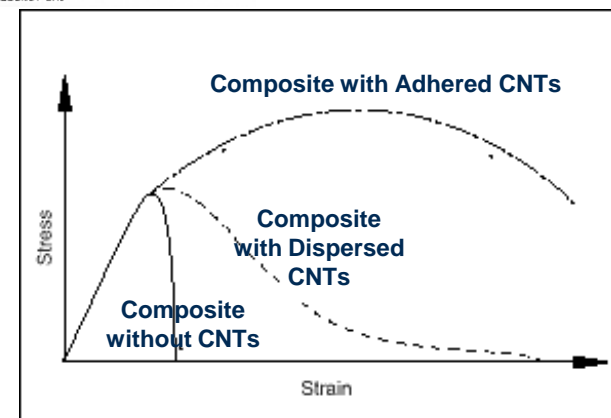 Composite with Adhered CNTs
Stress
Composite
with Dispersed
CNTs
Composite
without CNTs
Strain